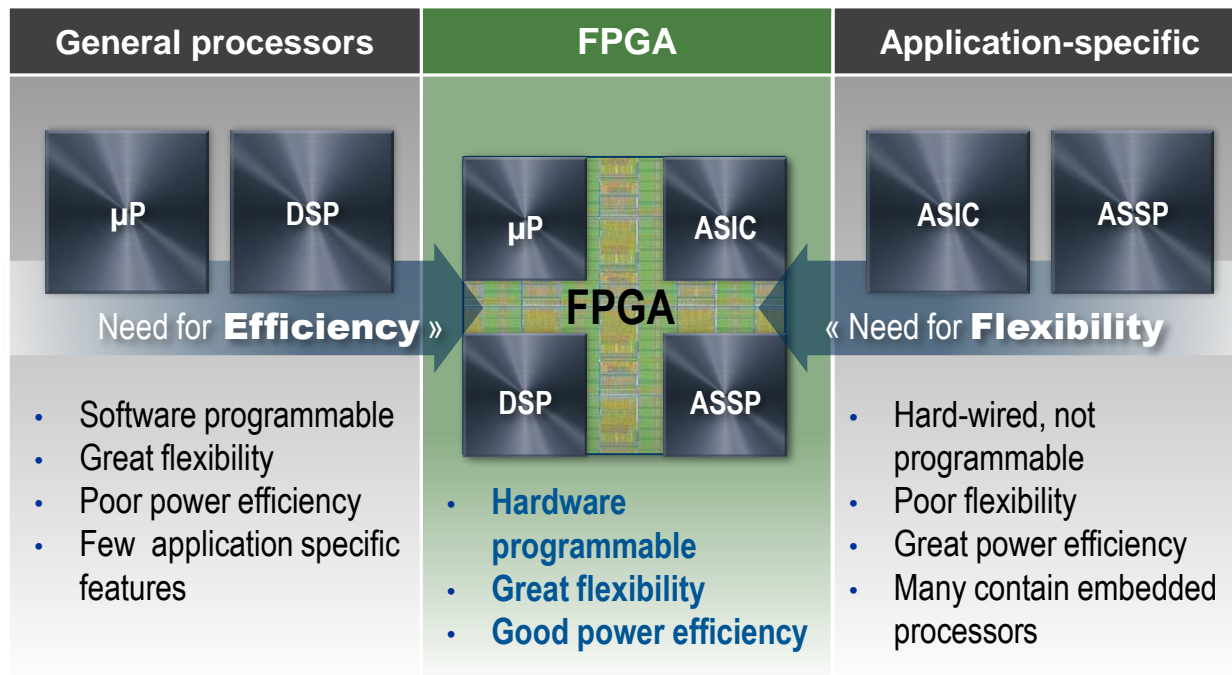 General processors
FPGA
Application-specific
µP
DSP
Need for Efficiency »
• Software programmable
• Great flexibility
• Poor power efficiency
• Few application specific
features
µP
ASIC
FPGA
DSP
ASSP
• Hardware
programmable
• Great flexibility
• Good power efficiency
ASIC
ASSP
« Need for Flexibility
• Hard-wired, not
programmable
• Poor flexibility
• Great power efficiency
• Many contain embedded
processors